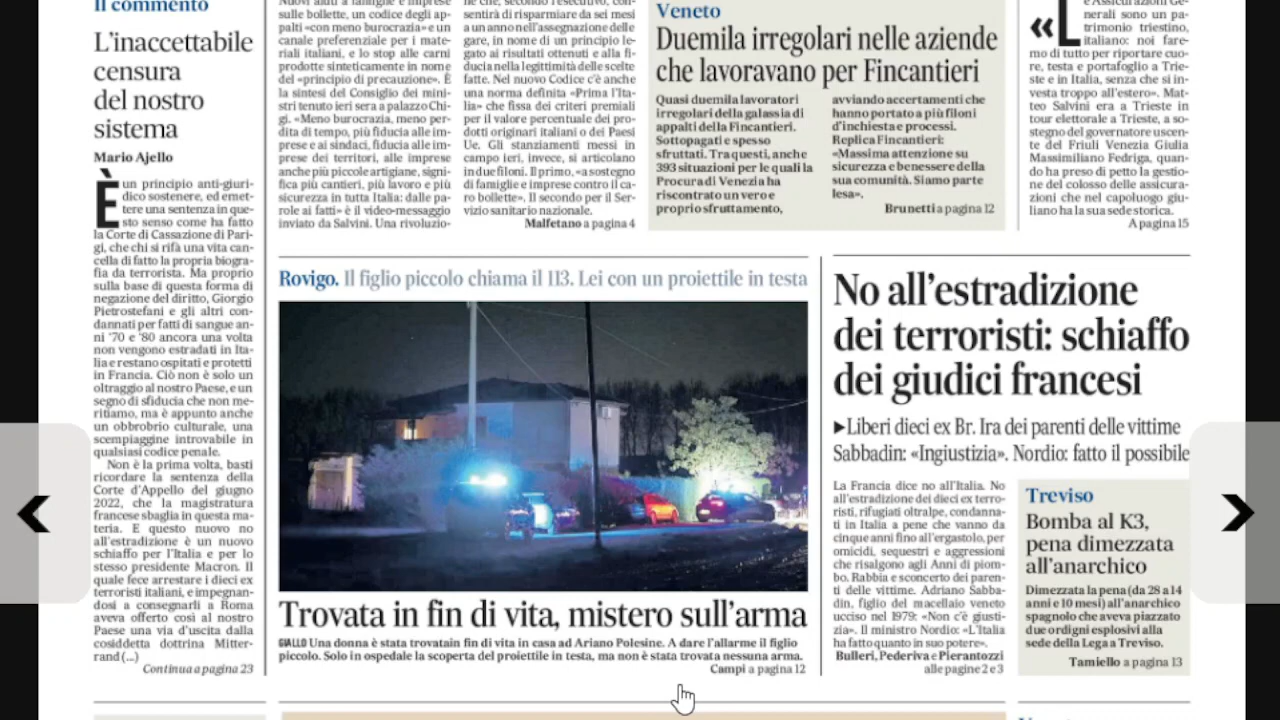 Il commento
L'inaccettabile
censura
del nostro
sistema
Mario Ajello
È un principio anti-giuri-
dico sostenere, ed emet-
tere una sentenza in que-
sto senso come ha fatto
la Corte di Cassazione di Pari-
gi, che chi si rifà una vita can-
cella di fatto la propria biogra-
fia da terrorista. Ma proprio
sulla base di questa forma di
negazione del diritto, Giorgio
Pietrostefani e gli altri con-
dannati per fatti di sangue an-
ni '70 e '80 ancora una volta
non vengono estradati in Ita-
lia e restano ospitati e protetti
in Francia. Ciò non è solo un
oltraggio al nostro Paese, e un
segno di sfiducia che non me-
ritiamo, ma è appunto anche
un obbrobrio culturale, una
scempiaggine introvabile in
qualsiasi codice penale.
Non è la prima volta, basti
ricordare la sentenza della
Corte d'Appello del giugno
2022, che la magistratura
francese sbaglia in questa ma-
teria. E questo nuovo no
all'estradizione è un nuovo
schiaffo per l'Italia e per lo
stesso presidente Macron. Il
quale fece arrestare i dieci ex
terroristi italiani, e impegnan-
dosi a consegnarli a Roma
aveva offerto così al nostro
Paese una via d'uscita dalla
cosiddetta dottrina Mitter-
rand (...)
Continua a pagina 23
Nuovi aiuti a famiglie e imprese
sulle bollette, un codice degli ap-
palti «con meno burocrazia» e un
canale preferenziale per i mate-
riali italiani, e lo stop alle carni
prodotte sinteticamente in nome
del «principio di precauzione». È
la sintesi del Consiglio dei mini-
stri tenuto ieri sera a palazzo Chi-
gi. «Meno burocrazia, meno per-
dita di tempo, più fiducia alle im-
prese e ai sindaci, fiducia alle im-
prese dei territori, alle imprese
anche più piccole artigiane, signi-
fica più cantieri, più lavoro e più
sicurezza in tutta Italia: dalle pa-
role ai fatti» è il video-messaggio
inviato da Salvini. Una rivoluzio-
ne che, secondo l'esecutivo, con-
sentirà di risparmiare da sei mesi
a un anno nell'assegnazione delle
gare, in nome di un principio le-
gato ai risultati ottenuti e alla fi-
ducia nella legittimità delle scelte
fatte. Nel nuovo Codice c'è anche
una norma definita «Prima l'Ita-
lia» che fissa dei criteri premiali
per il valore percentuale dei pro-
dotti originari italiani o dei Paesi
Ue. Gli stanziamenti messi in
campo ieri, invece, si articolano
in due filoni. Il primo, «a sostegno
di famiglie e imprese contro il ca-
ro bollette». Il secondo per il Ser-
vizio sanitario nazionale.
Malfetano a pagina 4
Veneto
Duemila irregolari nelle aziende
che lavoravano per Fincantieri
Quasi duemila lavoratori
irregolari della galassia di
appalti della Fincantieri.
Sottopagati e spesso
sfruttati. Tra questi, anche
393 situazioni per le quali la
Procura di Venezia ha
riscontrato un vero e
proprio sfruttamento,
avviando accertamenti che
hanno portato a più filoni
d'inchiesta e processi.
Replica Fincantieri:
«Massima attenzione su
sicurezza e benessere della
sua comunità. Siamo parte
lesa».
Brunetti a pagina 12
«L e Assicurazioni Ge-
nerali sono un pa-
trimonio triestino,
italiano: noi fare-
mo di tutto per riportare cuo-
re, testa e portafoglio a Trie-
ste e in Italia, senza che si in-
vesta troppo all'estero». Mat-
teo Salvini era a Trieste in
tour elettorale a Trieste, a so-
stegno del governatore uscen-
te del Friuli Venezia Giulia
Massimiliano Fedriga, quan-
do ha preso di petto la gestio-
ne del colosso delle assicura-
zioni che nel capoluogo giu-
liano ha la sua sede storica.
A pagina 15
Rovigo. Il figlio piccolo chiama il 113. Lei con un proiettile in testa
Trovata in fin di vita, mistero sull'arma
GIALLO Una donna è stata trovatain fin di vita in casa ad Ariano Polesine. A dare l'allarme il figlio
piccolo. Solo in ospedale la scoperta del proiettile in testa, ma non è stata trovata nessuna arma.
Campi a pagina 12
No all'estradizione
dei terroristi: schiaffo
dei giudici francesi
▶Liberi dieci ex Br. Ira dei parenti delle vittime
Sabbadin: «Ingiustizia». Nordio: fatto il possibile
La Francia dice no all'Italia. No
all'estradizione dei dieci ex terro-
risti, rifugiati oltralpe, condanna-
ti in Italia a pene che vanno da
cinque anni fino all'ergastolo, per
omicidi, sequestri e aggressioni
che risalgono agli Anni di piom-
bo. Rabbia e sconcerto dei paren-
ti delle vittime. Adriano Sabba-
din, figlio del macellaio veneto
ucciso nel 1979: «Non c'è giusti-
zia». Il ministro Nordio: «L'Italia
ha fatto quanto in suo potere».
Bulleri, Pederiva e Pierantozzi
alle pagine 2 e 3
Treviso
Bomba al K3,
pena dimezzata
all'anarchico
Dimezzata la pena (da 28 a 14
anni e 10 mesi) all'anarchico
spagnolo che aveva piazzato
due ordigni esplosivi alla
sede della Lega a Treviso.
Tamiello a pagina 13